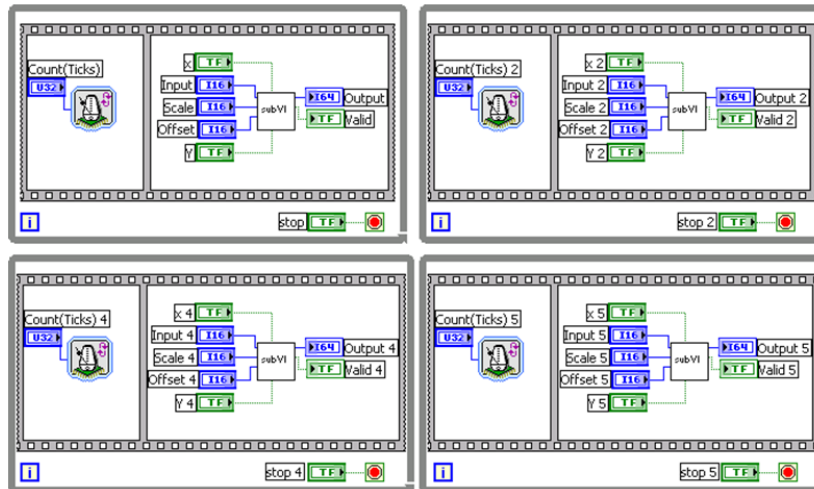 x
Count(Ticks)
U32
TF
Input
I16
Scale
I16
Offset
I16
Y
TF
subVI
I64
Output
TF
Valid
i
stop
TF
x 2
Count(Ticks) 2
U32
TF
Input 2
I16
Scale 2
I16
Offset 2
I16
Y 2
TF
subVI
I64
Output 2
TF
Valid 2
i
stop 2
TF
x 4
Count(Ticks) 4
U32
TF
Input 4
I16
Scale 4
I16
Offset 4
I16
Y 4
TF
subVI
I64
Output 4
TF
Valid 4
i
stop 4
TF
x 5
Count(Ticks) 5
U32
TF
Input 5
I16
Scale 5
I16
Offset 5
I16
Y 5
TF
subVI
I64
Output 5
TF
Valid 5
i
stop 5
TF